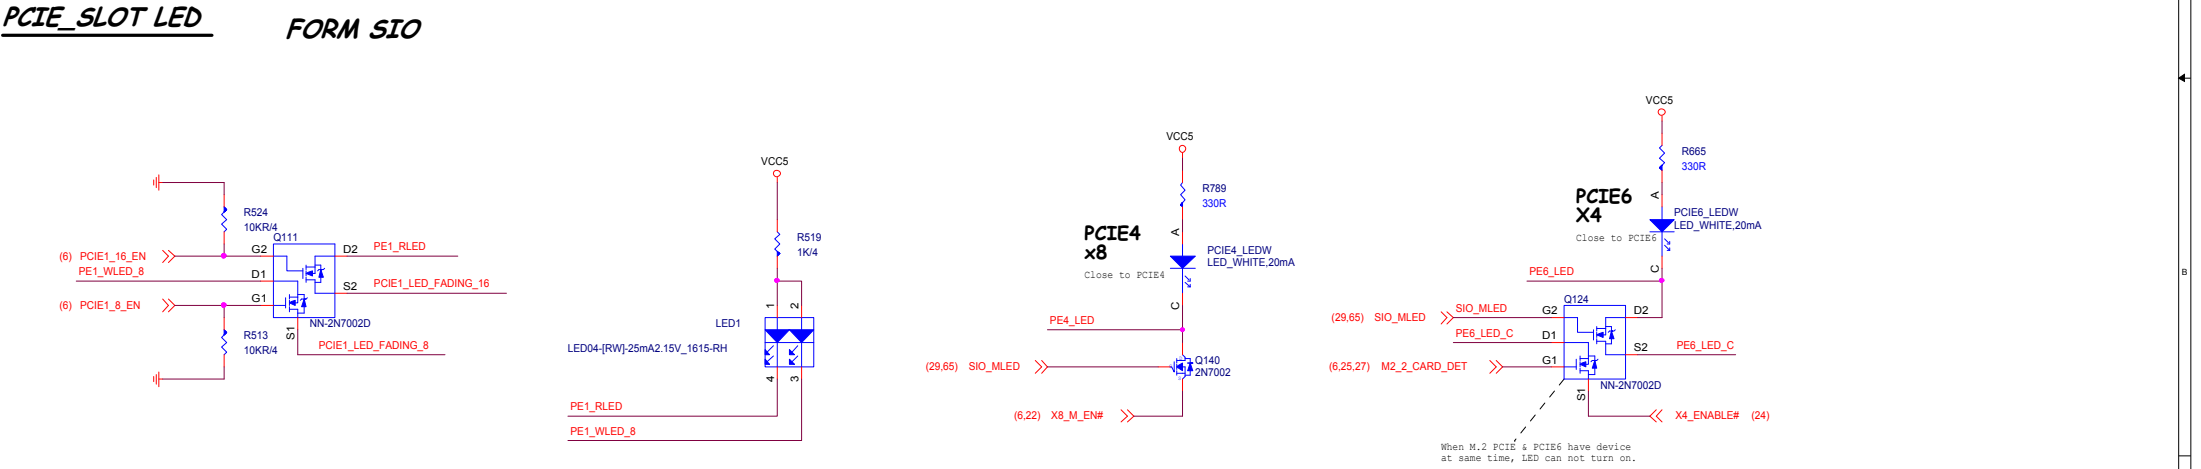 PCIE_SLOT LED
FORM SIO
R524
10KR/4
Q111
(6) PCIE1_16_EN
G2
D2
PE1_RLED
PE1_WLED_8
D1
S2
PCIE1_LED_FADING_16
(6) PCIE1_8_EN
G1
NN-2N7002D
S1
R513
10KR/4
PCIE1_LED_FADING_8
VCC5
R519
1K/4
1
2
LED1
LED04-[RW]-25mA2.15V_1615-RH
4
3
PE1_RLED
PE1_WLED_8
VCC5
R789
330R
PCIE4
x8
Close to PCIE4
A
PCIE4_LEDW
LED_WHITE,20mA
C
PE4_LED
(29,65) SIO_MLED
Q140
2N7002
(6,22) X8_M_EN#
VCC5
R665
330R
PCIE6
X4
Close to PCIE6
A
PCIE6_LEDW
LED_WHITE,20mA
C
PE6_LED
Q124
(29,65) SIO_MLED
G2
D2
PE6_LED_C
D1
S2
PE6_LED_C
(6,25,27) M2_2_CARD_DET
G1
NN-2N7002D
S1
X4_ENABLE# (24)
When M.2 PCIE & PCIE6 have device
at same time, LED can not turn on.
B